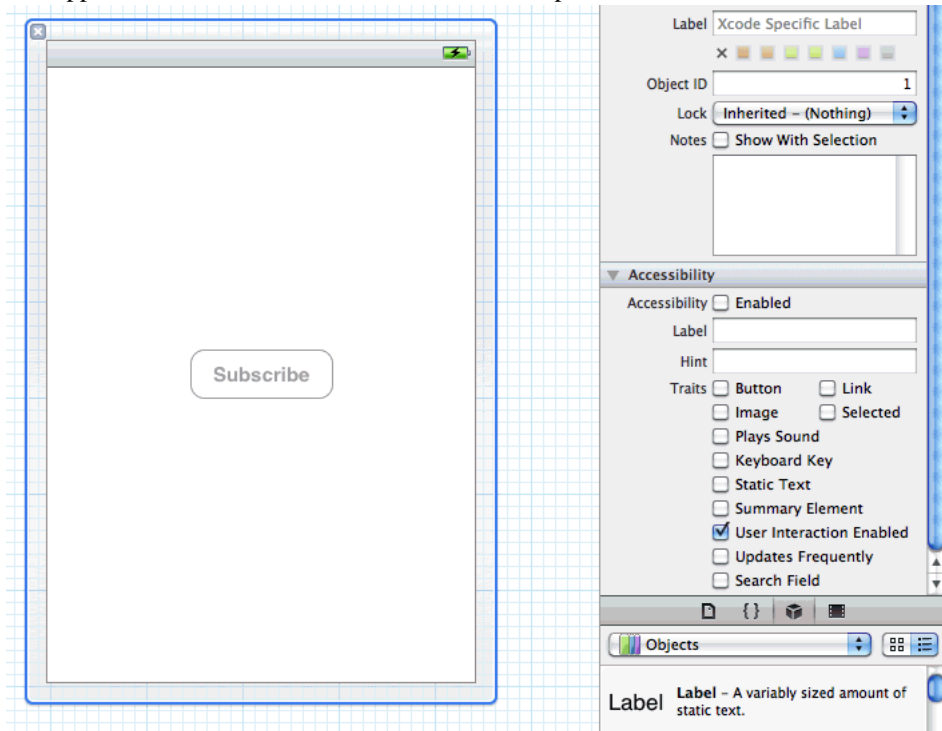 Subscribe
Label Xcode Specific Label
Object ID 1
Lock Inherited – (Nothing)
Notes Show With Selection
Accessibility
Accessibility Enabled
Label
Hint
Traits Button Link
Image Selected
Plays Sound
Keyboard Key
Static Text
Summary Element
User Interaction Enabled
Updates Frequently
Search Field
{}
Objects
Label Label – A variably sized amount of
static text.